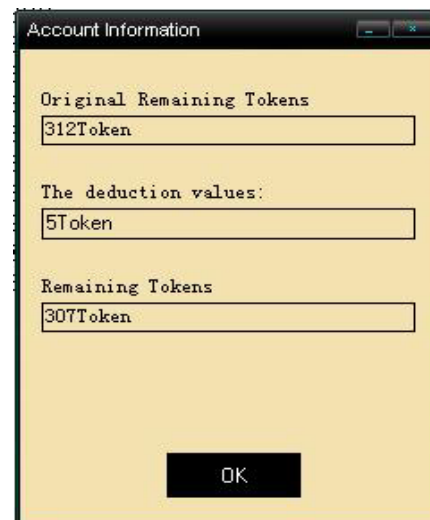 Account Information
Original Remaining Tokens
312Token
The deduction values:
5Token
Remaining Tokens
307Token
OK